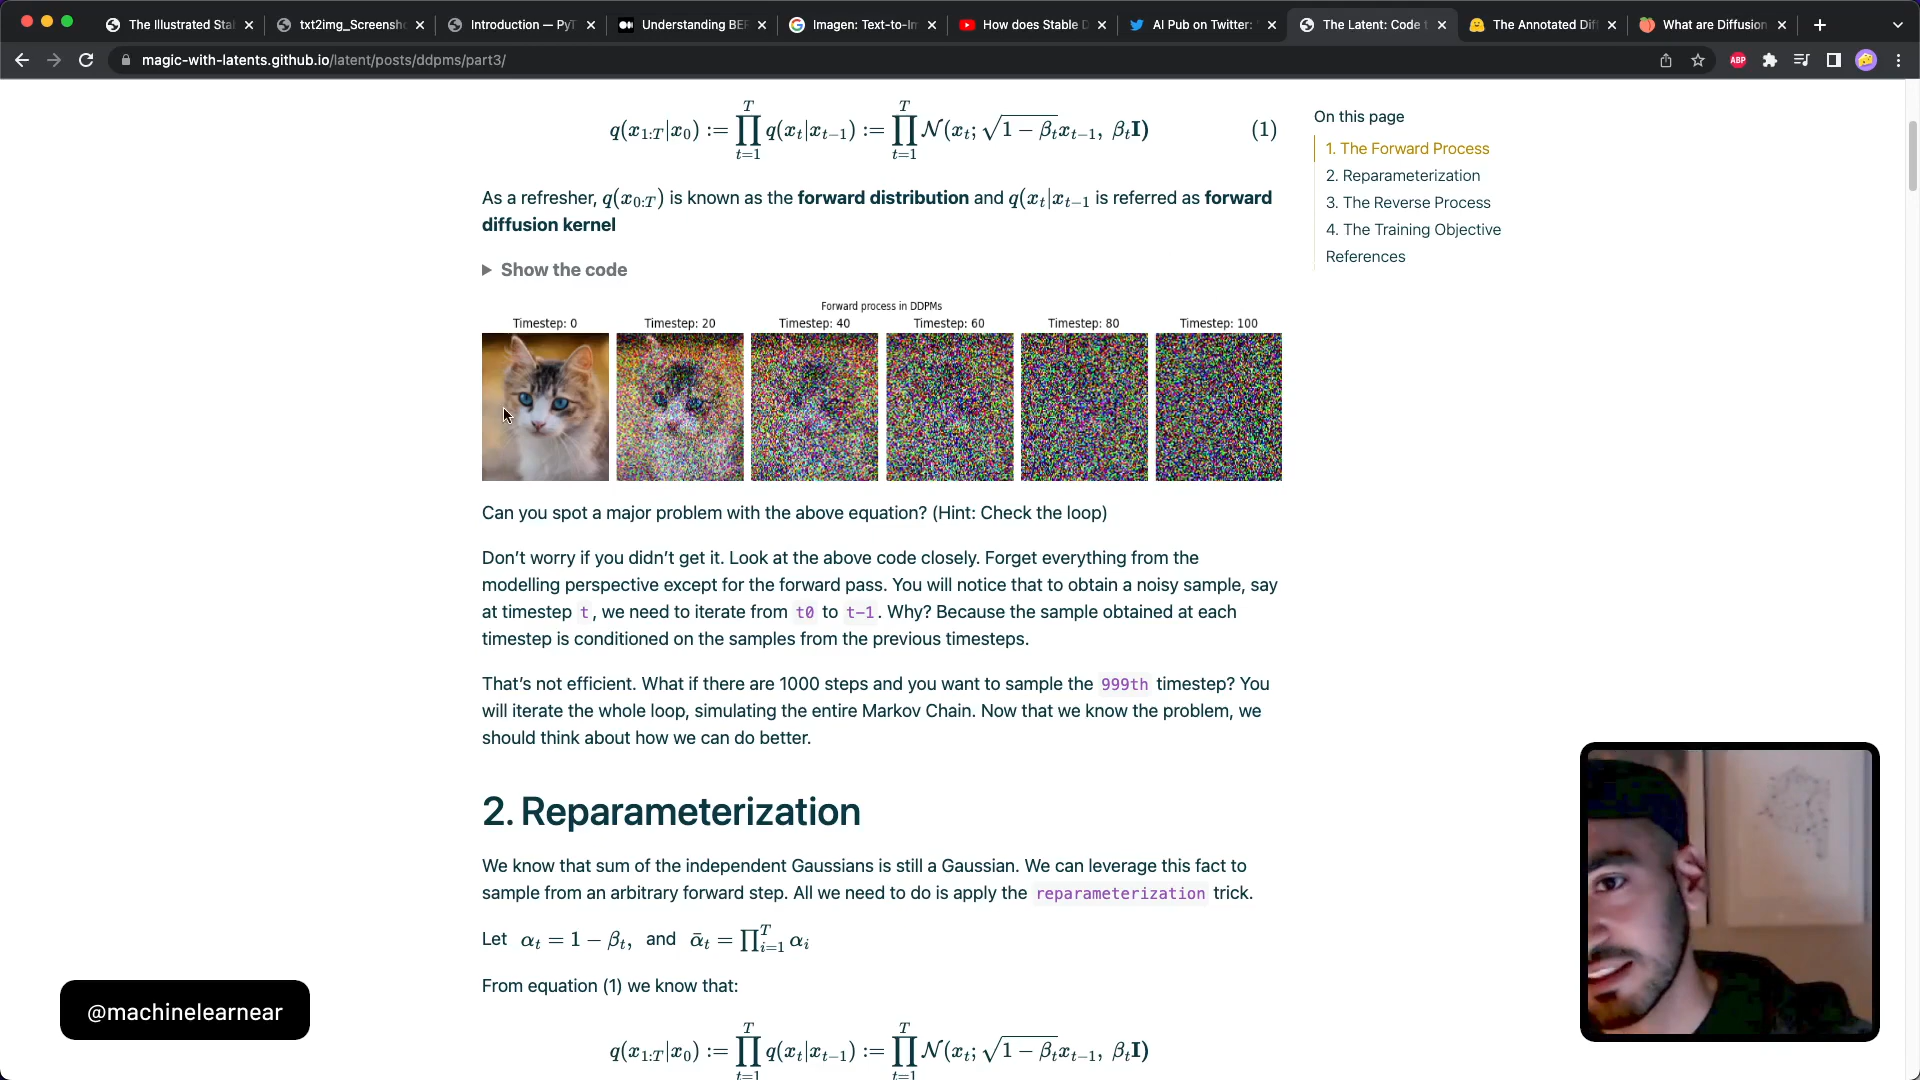 The Illustrated Sta
txt2img_Screensh
Introduction — PyT
Understanding BER
Imagen: Text-to-Im
How does Stable D
AI Pub on Twitter: '
The Latent: Code t
The Annotated Diff
What are Diffusion
magic-with-latents.github.io/latent/posts/ddpms/part3/
ABP
q(x_{1:T}|x_0) := ∏_{t=1}^{T} q(x_t|x_{t−1}) := ∏_{t=1}^{T} 𝒩(x_t; √(1 − β_t)x_{t−1}, β_t𝐈) (1)
As a refresher, q(x_{0:T}) is known as the forward distribution and q(x_t|x_{t−1} is referred as forward
diffusion kernel
Show the code
Forward process in DDPMs
Timestep: 0 Timestep: 20 Timestep: 40 Timestep: 60 Timestep: 80 Timestep: 100
Can you spot a major problem with the above equation? (Hint: Check the loop)
Don't worry if you didn't get it. Look at the above code closely. Forget everything from the
modelling perspective except for the forward pass. You will notice that to obtain a noisy sample, say
at timestep t, we need to iterate from t0 to t-1. Why? Because the sample obtained at each
timestep is conditioned on the samples from the previous timesteps.
That's not efficient. What if there are 1000 steps and you want to sample the 999th timestep? You
will iterate the whole loop, simulating the entire Markov Chain. Now that we know the problem, we
should think about how we can do better.
2. Reparameterization
We know that sum of the independent Gaussians is still a Gaussian. We can leverage this fact to
sample from an arbitrary forward step. All we need to do is apply the reparameterization trick.
Let α_t = 1 − β_t, and ᾱ_t = ∏_{i=1}^{T} α_i
From equation (1) we know that:
q(x_{1:T}|x_0) := ∏_{t=1}^{T} q(x_t|x_{t−1}) := ∏_{t=1}^{T} 𝒩(x_t; √(1 − β_t)x_{t−1}, β_t𝐈)
On this page
1. The Forward Process
2. Reparameterization
3. The Reverse Process
4. The Training Objective
References
@machinelearnear